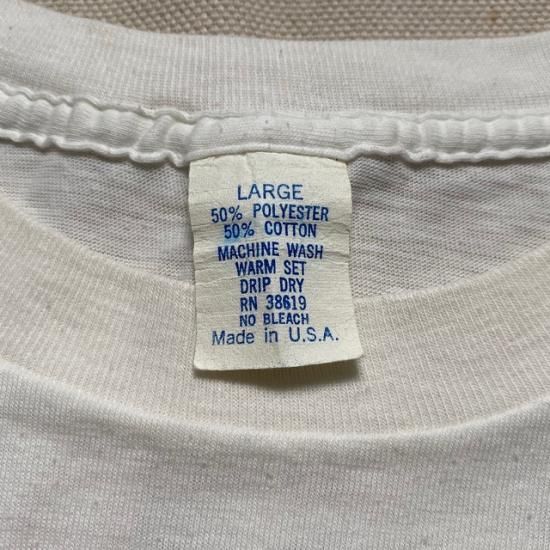 LARGE
50% POLYESTER
50% COTTON
MACHINE WASH
WARM SET
DRIP DRY
RN 38619
NO BLEACH
Made in U.S.A.